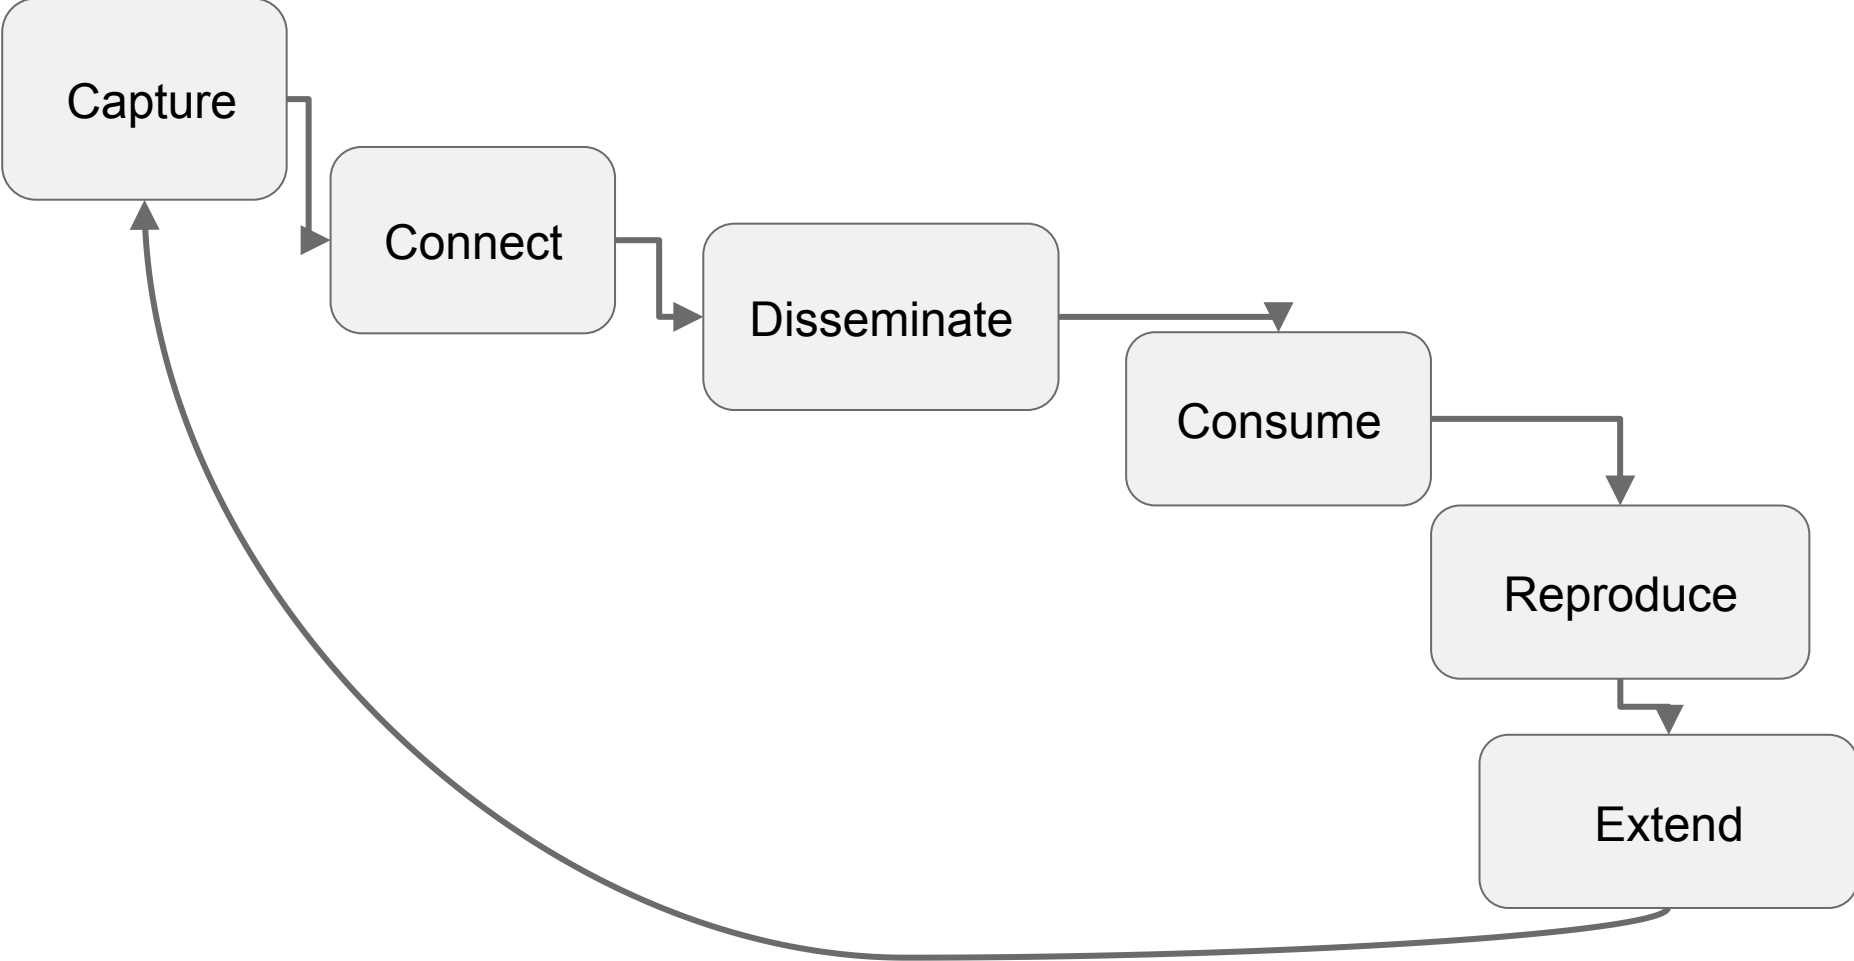 Capture
Connect
Disseminate
Consume
Reproduce
Extend